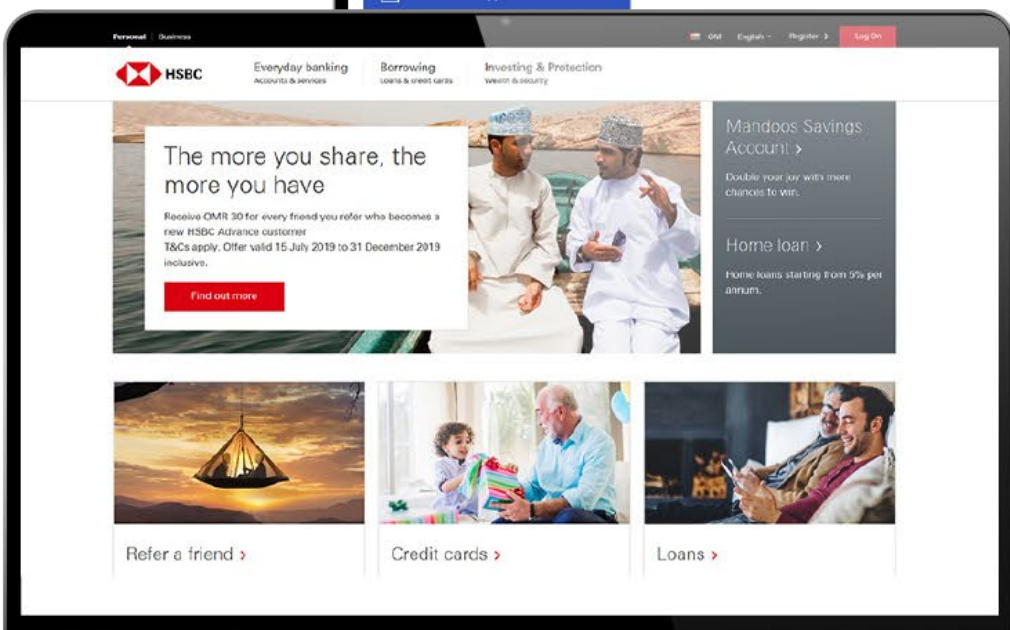 Personal | Business
OM English Register > Log On
HSBC
Everyday banking
Accounts & services
Borrowing
Loans & credit cards
Investing & Protection
Wealth & security
The more you share, the
more you have
Receive OMR 30 for every friend you refer who becomes a
new HSBC Advance customer
T&Cs apply. Offer valid 15 July 2019 to 31 December 2019
inclusive.
Find out more
Mandoos Savings
Account >
Double your joy with more
chances to win.
Home loan >
Home loans starting from 5% per
annum.
Refer a friend >
Credit cards >
Loans >